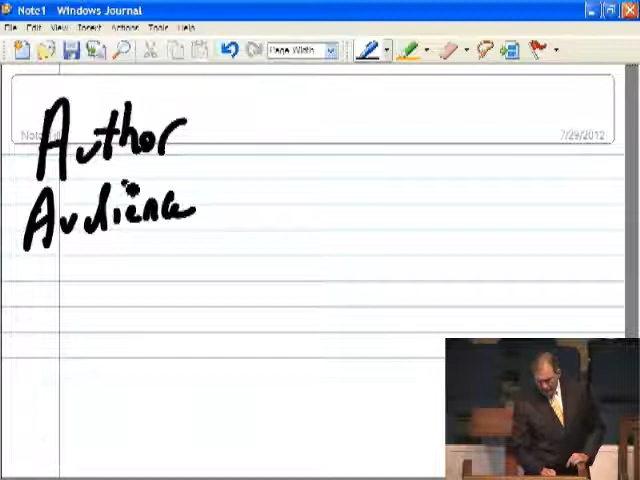 Note1 - Windows Journal
File Edit View Insert Actions Tools Help
Page Width
Author
7/29/2012
Audience